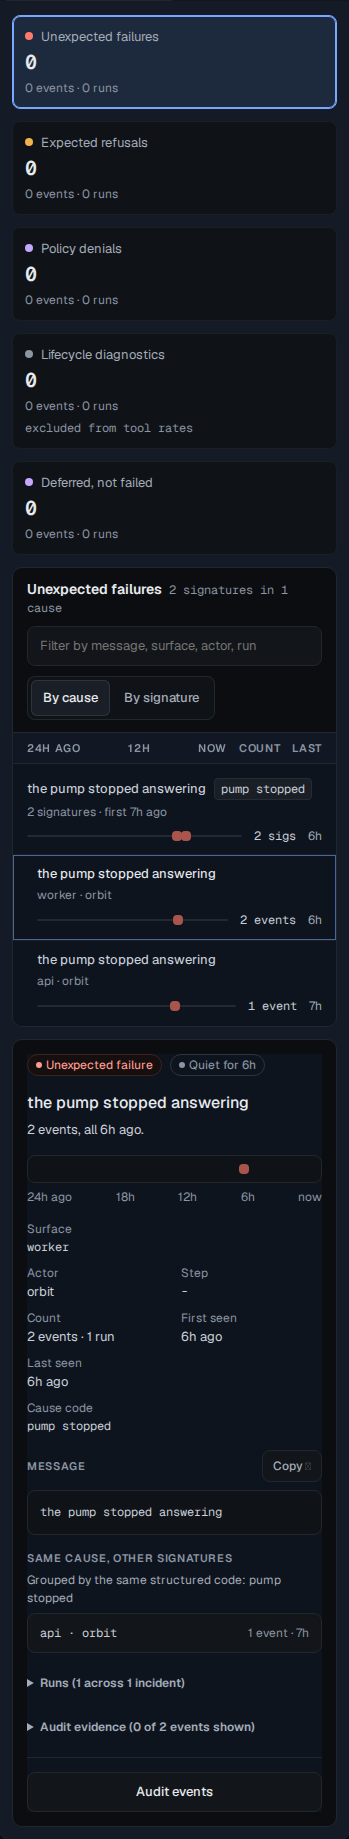 Unexpected failures
0
0 events · 0 runs
Expected refusals
0
0 events · 0 runs
Policy denials
0
0 events · 0 runs
Lifecycle diagnostics
0
0 events · 0 runs
excluded from tool rates
Deferred, not failed
0
0 events · 0 runs
Unexpected failures 2 signatures in 1
cause
Filter by message, surface, actor, run
By cause By signature
24H AGO 12H NOW COUNT LAST
the pump stopped answering pump stopped
2 signatures · first 7h ago
2 sigs 6h
the pump stopped answering
worker · orbit
2 events 6h
the pump stopped answering
api · orbit
1 event 7h
Unexpected failure Quiet for 6h
the pump stopped answering
2 events, all 6h ago.
24h ago 18h 12h 6h now
Surface
worker
Actor Step
orbit -
Count First seen
2 events · 1 run 6h ago
Last seen
6h ago
Cause code
pump stopped
MESSAGE Copy
the pump stopped answering
SAME CAUSE, OTHER SIGNATURES
Grouped by the same structured code: pump
stopped
api · orbit 1 event · 7h
Runs (1 across 1 incident)
Audit evidence (0 of 2 events shown)
Audit events